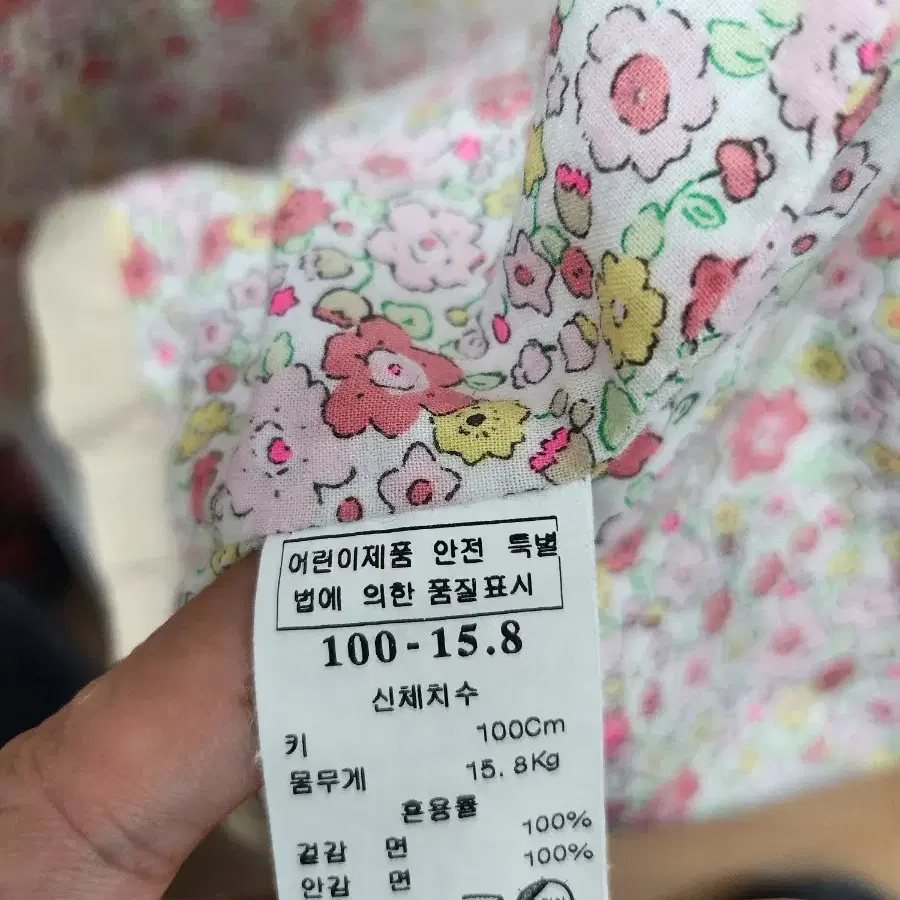 어린이제품 안전 특별
법에 의한 품질표시
100-15.8
신체치수
키 100Cm
몸무게 15.8Kg
혼용률
겉감 면 100%
안감 면 100%